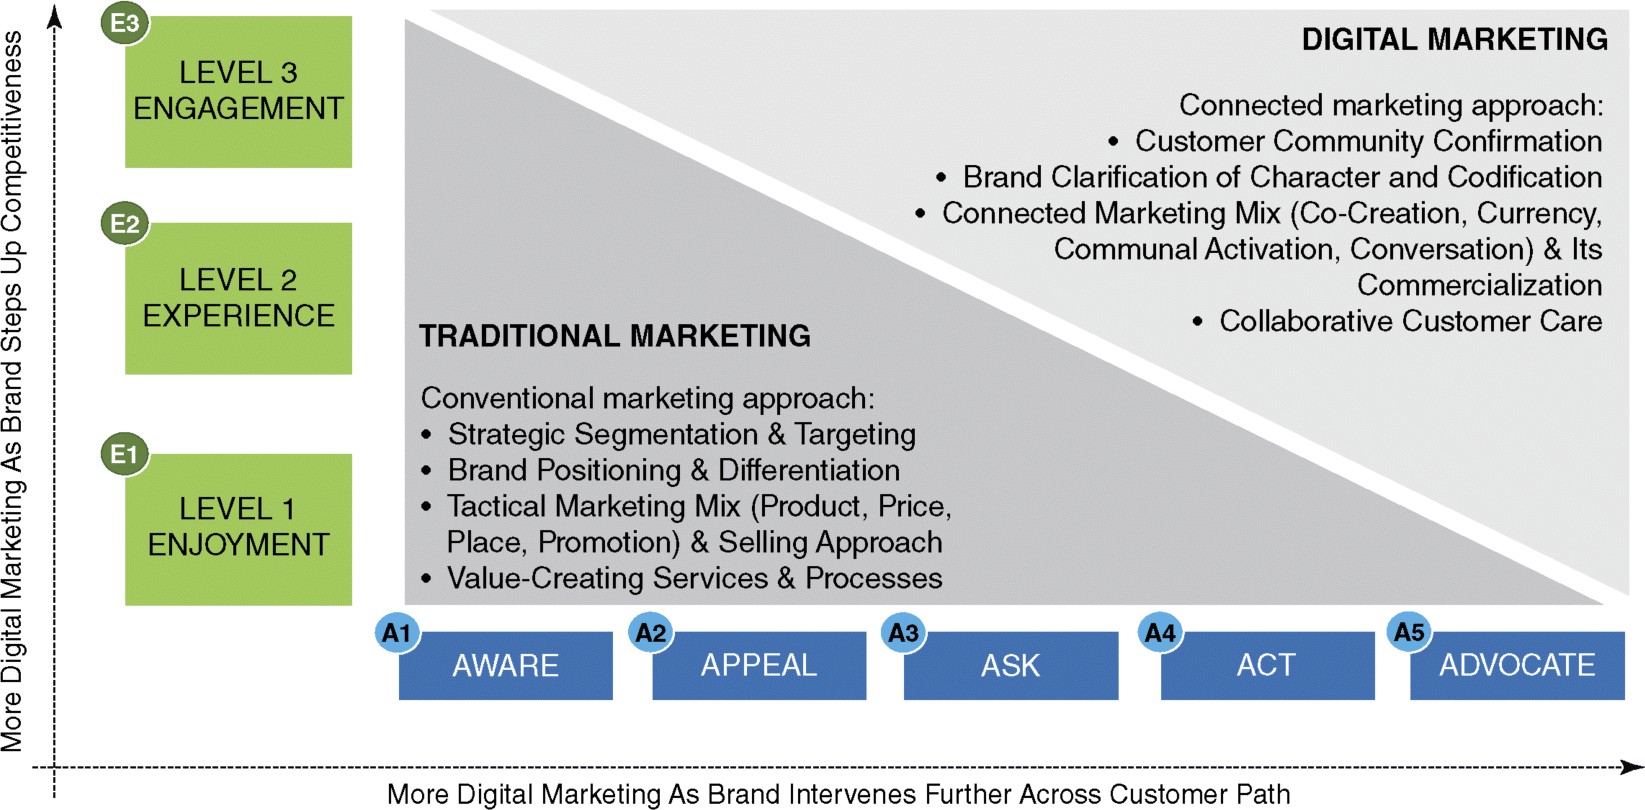 More Digital Marketing As Brand Steps Up Competitiveness
E3
LEVEL 3
ENGAGEMENT
E2
LEVEL 2
EXPERIENCE
E1
LEVEL 1
ENJOYMENT
DIGITAL MARKETING
Connected marketing approach:
• Customer Community Confirmation
• Brand Clarification of Character and Codification
• Connected Marketing Mix (Co-Creation, Currency,
Communal Activation, Conversation) & Its
Commercialization
• Collaborative Customer Care
TRADITIONAL MARKETING
Conventional marketing approach:
• Strategic Segmentation & Targeting
• Brand Positioning & Differentiation
• Tactical Marketing Mix (Product, Price,
Place, Promotion) & Selling Approach
• Value-Creating Services & Processes
A1
AWARE
A2
APPEAL
A3
ASK
A4
ACT
A5
ADVOCATE
More Digital Marketing As Brand Intervenes Further Across Customer Path